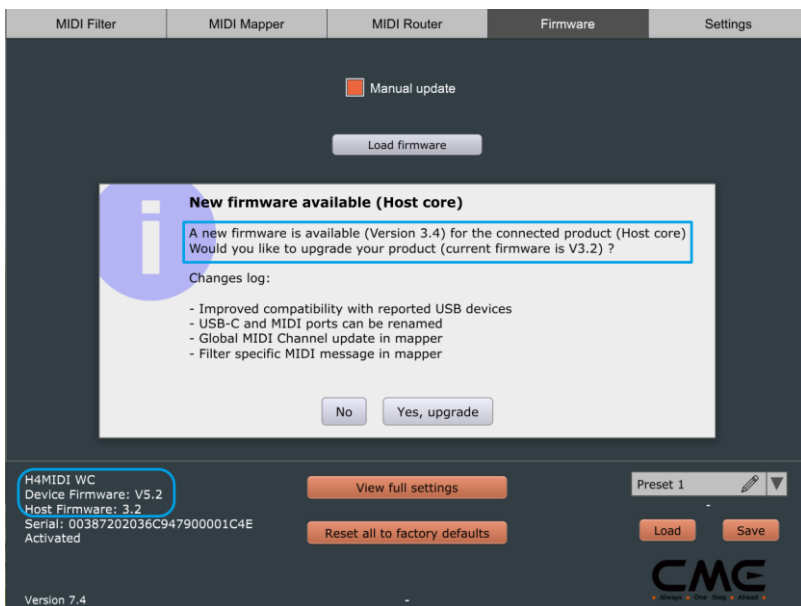 MIDI Filter
MIDI Mapper
MIDI Router
Firmware
Settings
Manual update
Load firmware
New firmware available (Host core)
A new firmware is available (Version 3.4) for the connected product (Host core)
Would you like to upgrade your product (current firmware is V3.2) ?
Changes log:
- Improved compatibility with reported USB devices
- USB-C and MIDI ports can be renamed
- Global MIDI Channel update in mapper
- Filter specific MIDI message in mapper
No
Yes, upgrade
H4MIDI WC
Device Firmware: V5.2
Host Firmware: 3.2
Serial: 00387202036C947900001C4E
Activated
View full settings
Reset all to factory defaults
Preset 1
-
Load
Save
CME
Always • One Step • Ahead
Version 7.4
-